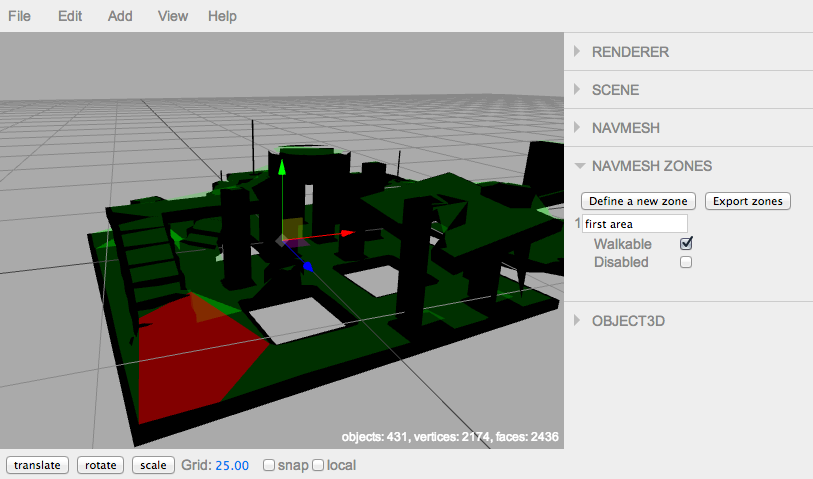 File Edit Add View Help
RENDERER
SCENE
NAVMESH
NAVMESH ZONES
Define a new zone Export zones
1 first area
Walkable
Disabled
OBJECT3D
objects: 431, vertices: 2174, faces: 2436
translate rotate scale Grid: 25.00 snap local